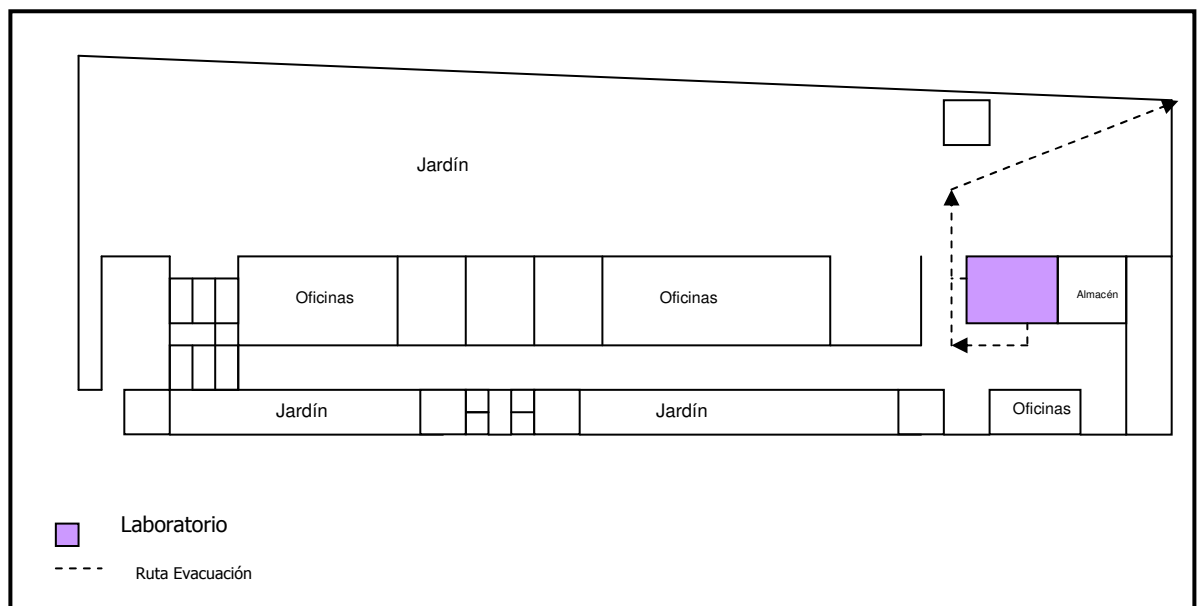 Jardín
Oficinas
Oficinas
Almacén
Jardín
Jardín
Oficinas
Laboratorio
Ruta Evacuación